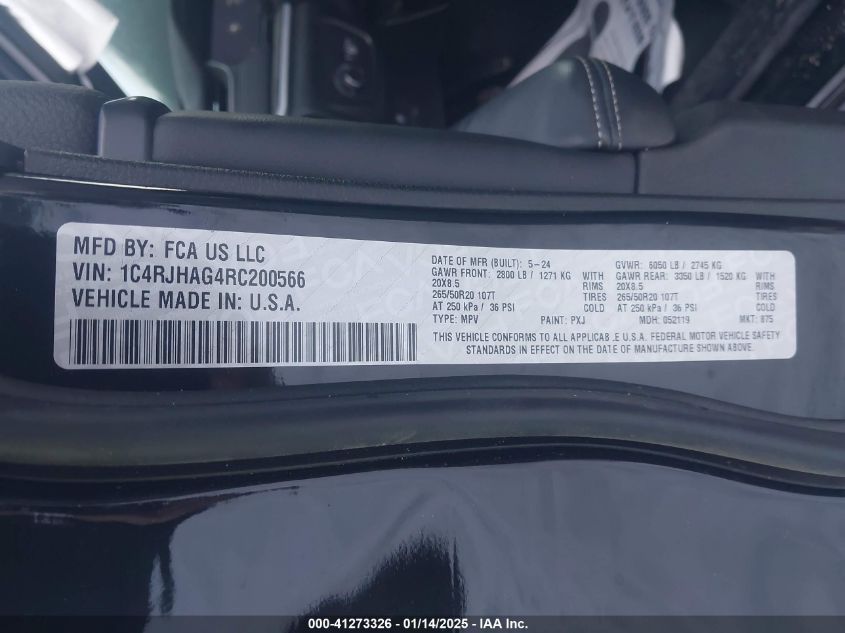 MFD BY: FCA US LLC
VIN: 1C4RJHAG4RC200566
VEHICLE MADE IN: U.S.A.
DATE OF MFR (BUILT): 5-24 GVWR: 6050 LB / 2745 KG
GAWR FRONT: 2800 LB / 1271 KG GAWR REAR: 3350 LB / 1520 KG
20X8.5 RIMS 20X8.5 RIMS
265/50R20 107T TIRES 265/50R20 107T TIRES
AT 250 kPa / 36 PSI COLD AT 250 kPa / 36 PSI COLD
TYPE: MPV PAINT: PXJ MDH: 052119 MKT: 875
THIS VEHICLE CONFORMS TO ALL APPLICABLE U.S.A. FEDERAL MOTOR VEHICLE SAFETY
STANDARDS IN EFFECT ON THE DATE OF MANUFACTURE SHOWN ABOVE.
000-41273326 - 01/14/2025 - IAA Inc.